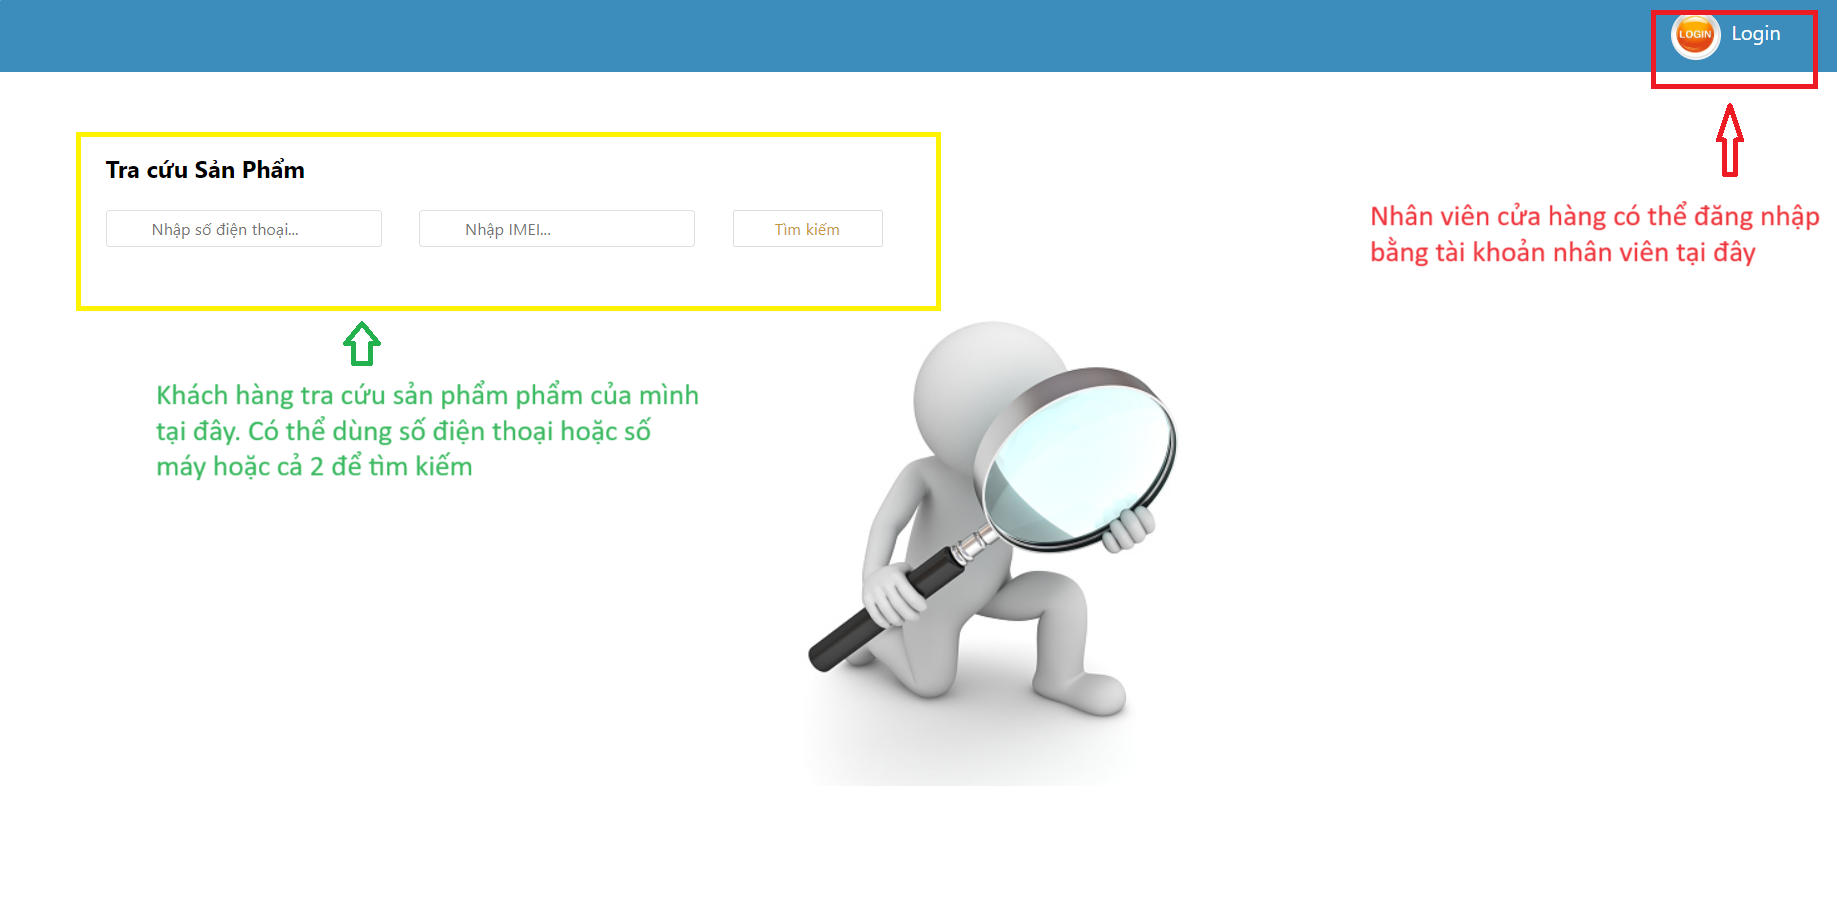 LOGIN Login
Tra cứu Sản Phẩm
Nhập số điện thoại... Nhập IMEI... Tìm kiếm
Nhân viên cửa hàng có thể đăng nhập
bằng tài khoản nhân viên tại đây
Khách hàng tra cứu sản phẩm phẩm của mình
tại đây. Có thể dùng số điện thoại hoặc số
máy hoặc cả 2 để tìm kiếm